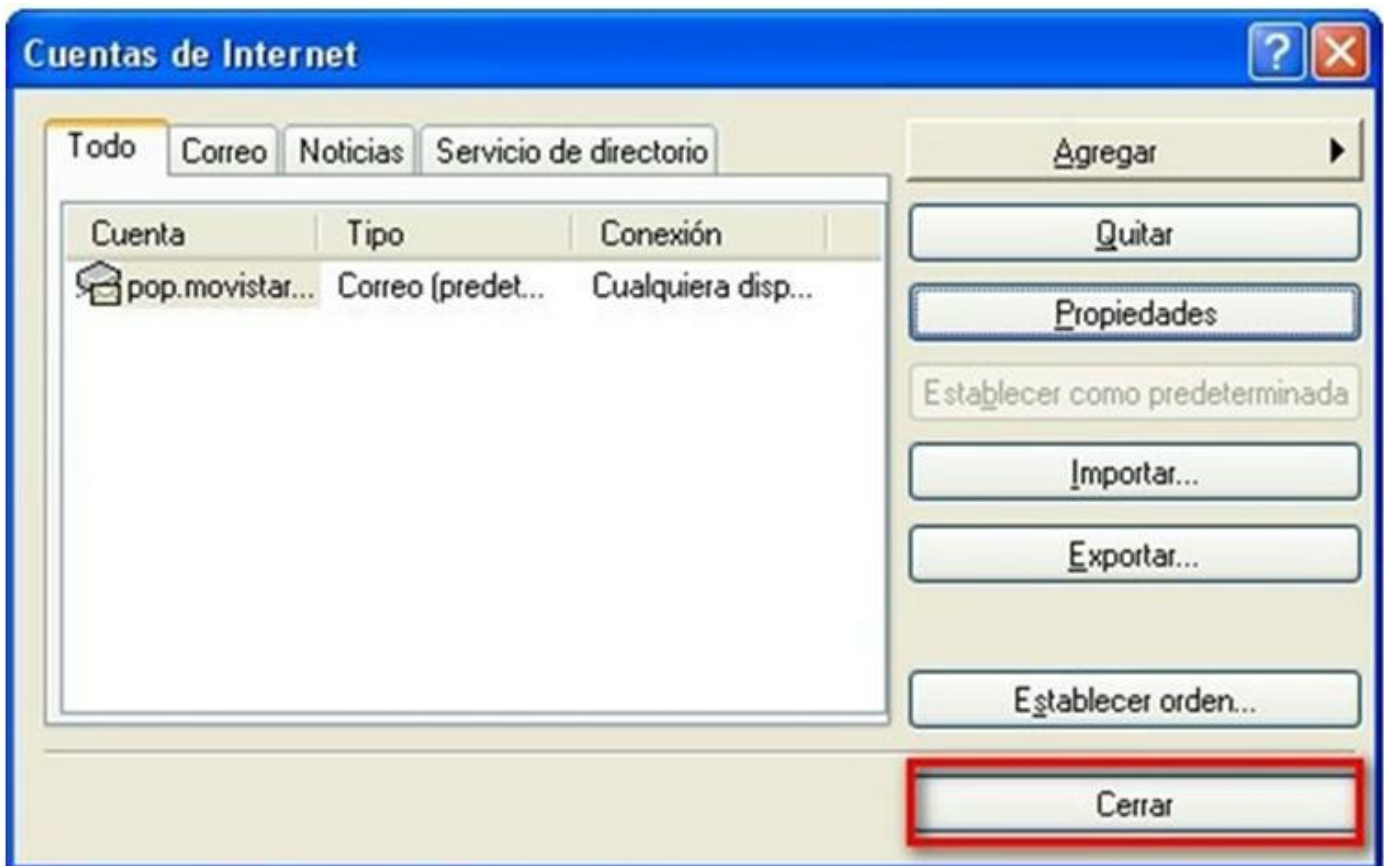 Cuentas de Internet
Todo
Correo
Noticias
Servicio de directorio
Cuenta
Tipo
Conexión
pop.movistar...
Correo (predet...
Cualquiera disp...
Agregar
Quitar
Propiedades
Establecer como predeterminada
Importar...
Exportar...
Establecer orden...
Cerrar